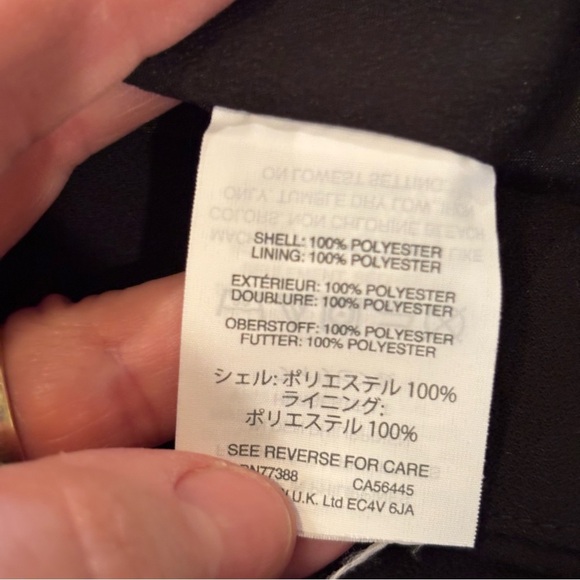 SHELL: 100% POLYESTER
LINING: 100% POLYESTER
EXTÉRIEUR: 100% POLYESTER
DOUBLURE: 100% POLYESTER
OBERSTOFF: 100% POLYESTER
FUTTER: 100% POLYESTER
シェル: ポリエステル 100%
ライニング:
ポリエステル 100%
SEE REVERSE FOR CARE
RN77388 CA56445
U.K. Ltd EC4V 6JA